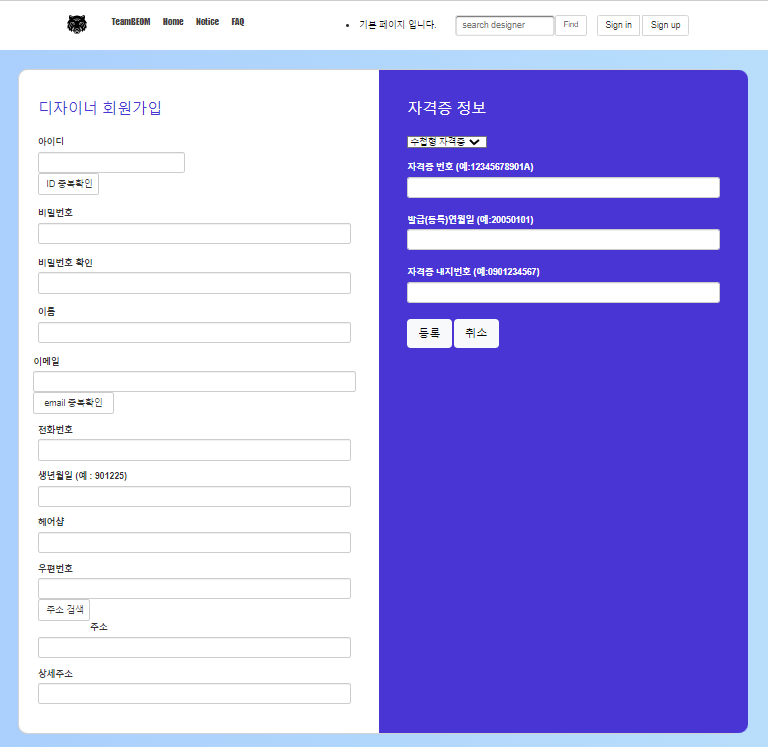 TeamBEOM Home Notice FAQ
기본 페이지 입니다.
search designer
Find
Sign in
Sign up
디자이너 회원가입
아이디
ID 중복확인
비밀번호
비밀번호 확인
이름
이메일
email 중복확인
전화번호
생년월일 (예 : 901225)
헤어샵
우편번호
주소 검색
주소
상세주소
자격증 정보
수첩형 자격증
자격증 번호 (예:12345678901A)
발급(등록)연월일 (예:20050101)
자격증 내지번호 (예:0901234567)
등록
취소